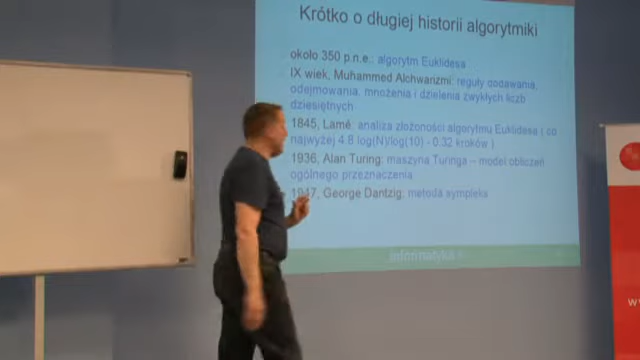 Krótko o długiej historii algorytmiki
około 350 p.n.e.: algorytm Euklidesa
IX wiek, Muhammed Alchwarizmi: reguły dodawania,
odejmowania, mnożenia i dzielenia zwykłych liczb
dziesiętnych
1845, Lamé: analiza złożoności algorytmu Euklidesa ( co
najwyżej 4.8 log(N)/log(10) - 0.32 kroków )
1936, Alan Turing: maszyna Turinga – model obliczeń
ogólnego przeznaczenia
1947, George Dantzig: metoda sympleks
Informatyka +
w